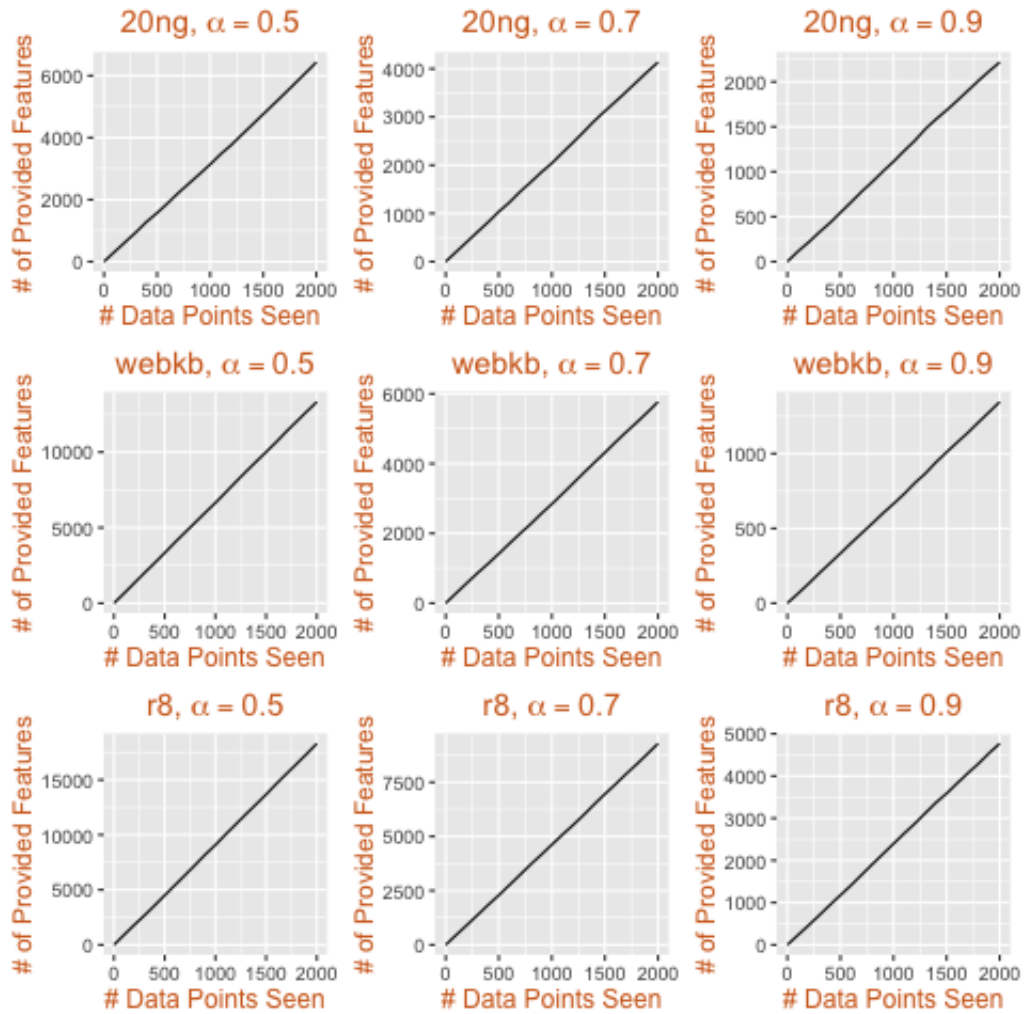 20ng, α = 0.5
# of Provided Features
6000
4000
2000
0
0 500 1000 1500 2000
# Data Points Seen
20ng, α = 0.7
# of Provided Features
4000
3000
2000
1000
0
0 500 1000 1500 2000
# Data Points Seen
20ng, α = 0.9
# of Provided Features
2000
1500
1000
500
0
0 500 1000 1500 2000
# Data Points Seen
webkb, α = 0.5
# of Provided Features
10000
5000
0
0 500 1000 1500 2000
# Data Points Seen
webkb, α = 0.7
# of Provided Features
6000
4000
2000
0
0 500 1000 1500 2000
# Data Points Seen
webkb, α = 0.9
# of Provided Features
1000
500
0
0 500 1000 1500 2000
# Data Points Seen
r8, α = 0.5
# of Provided Features
15000
10000
5000
0
0 500 1000 1500 2000
# Data Points Seen
r8, α = 0.7
# of Provided Features
7500
5000
2500
0
0 500 1000 1500 2000
# Data Points Seen
r8, α = 0.9
# of Provided Features
5000
4000
3000
2000
1000
0
0 500 1000 1500 2000
# Data Points Seen